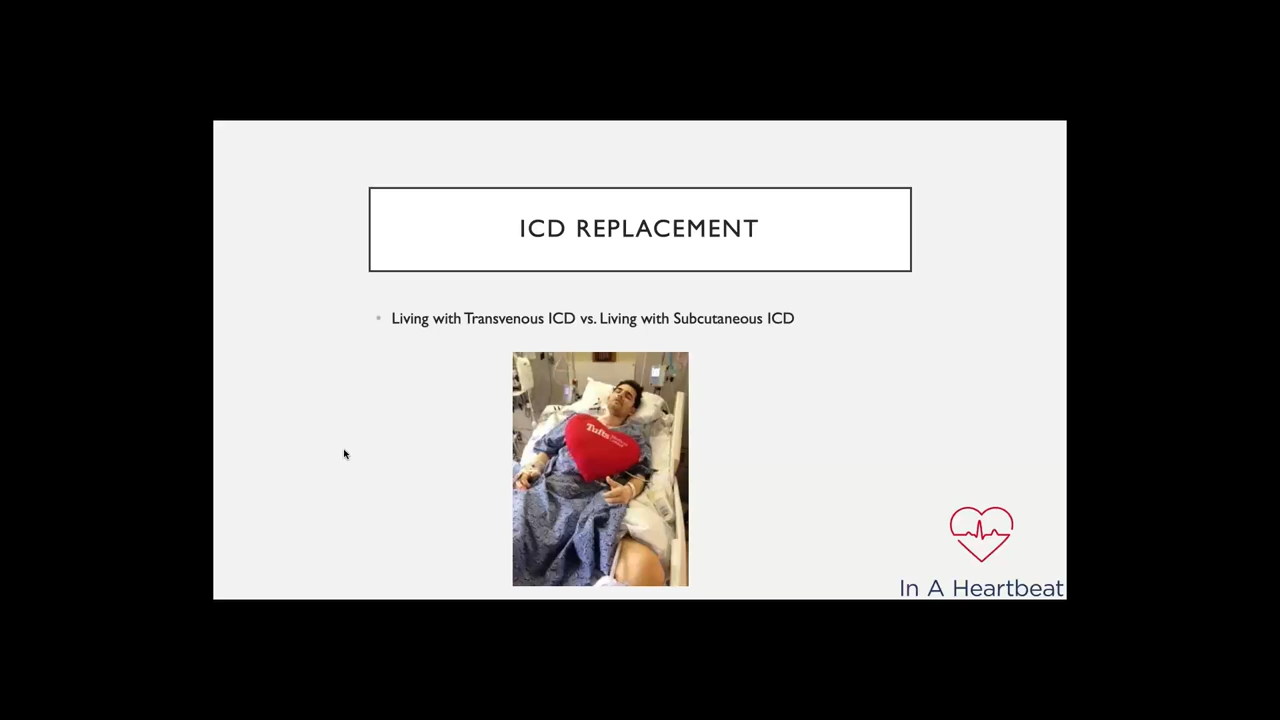 ICD REPLACEMENT
• Living with Transvenous ICD vs. Living with Subcutaneous ICD
Tufts
In A Heartbeat